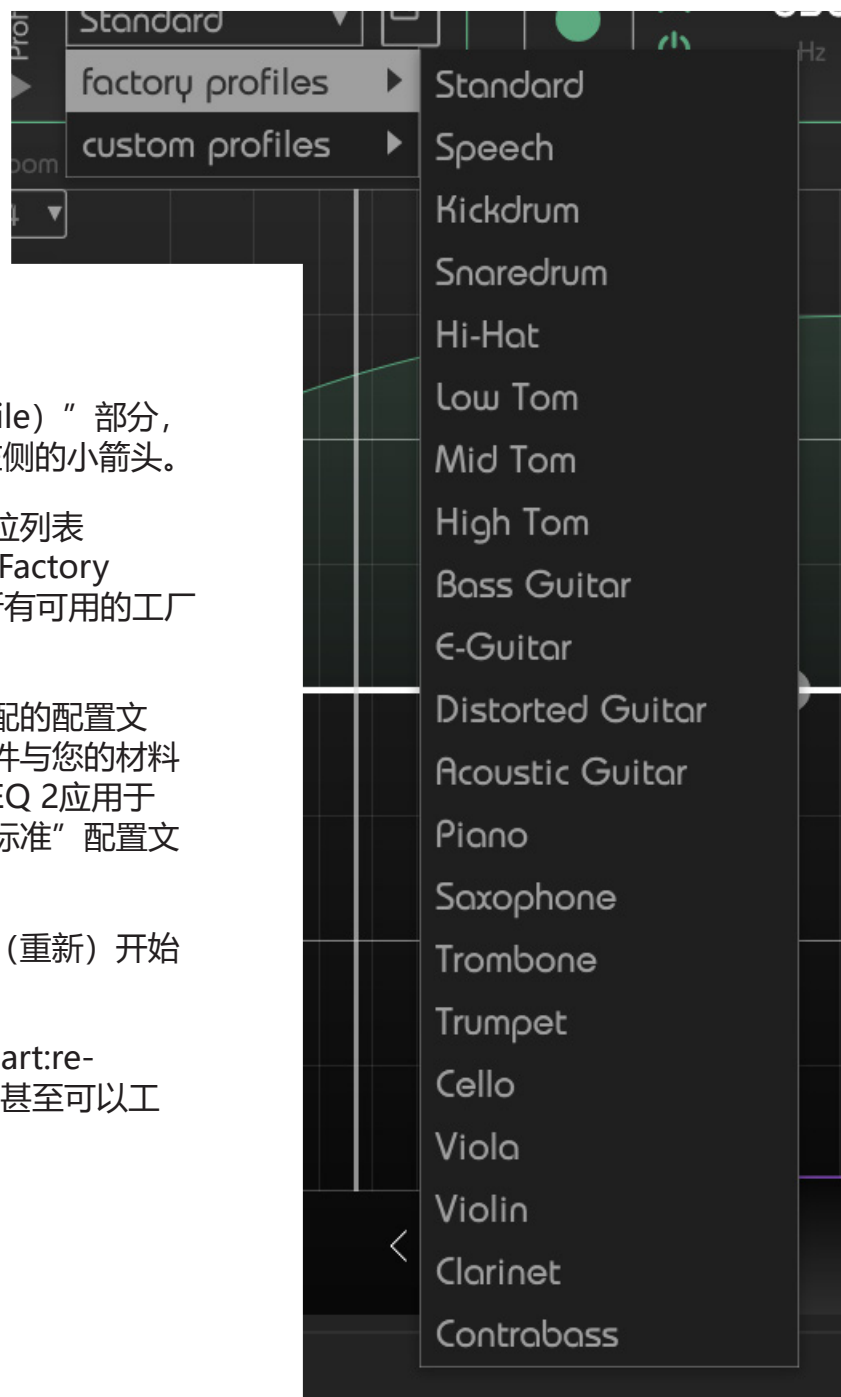 Prof
Standard
Hz
factory profiles
custom profiles
Standard
Speech
Kickdrum
Snaredrum
Hi-Hat
Low Tom
Mid Tom
High Tom
Bass Guitar
E-Guitar
Distorted Guitar
Acoustic Guitar
Piano
Saxophone
Trombone
Trumpet
Cello
Viola
Violin
Clarinet
Contrabass
ile）”部分，
侧的小箭头。
位列表
Factory
所有可用的工厂
配的配置文
件与您的材料
EQ 2应用于
标准”配置文
（重新）开始
art:re-
甚至可以工